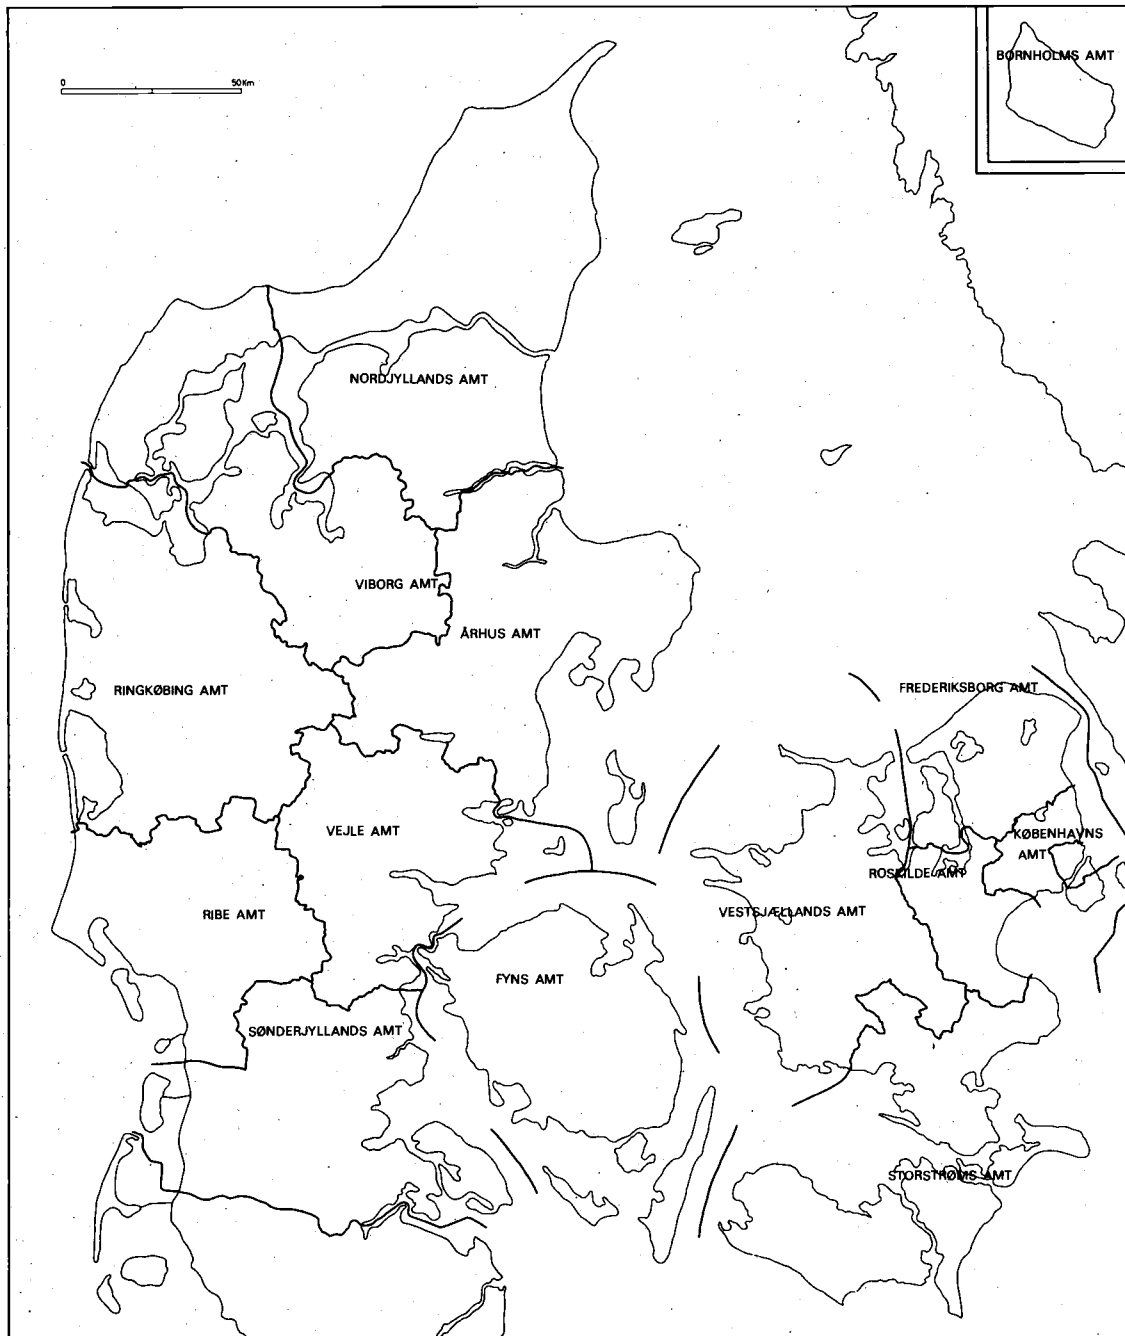 BORNHOLMS AMT
0 50Km
NORDJYLLANDS AMT
VIBORG AMT
ÅRHUS AMT
RINGKØBING AMT
FREDERIKSBORG AMT
VEJLE AMT
KØBENHAVNS
AMT
ROSKILDE AMT
RIBE AMT
VESTSJÆLLANDS AMT
FYNS AMT
SØNDERJYLLANDS AMT
STORSTRØMS AMT